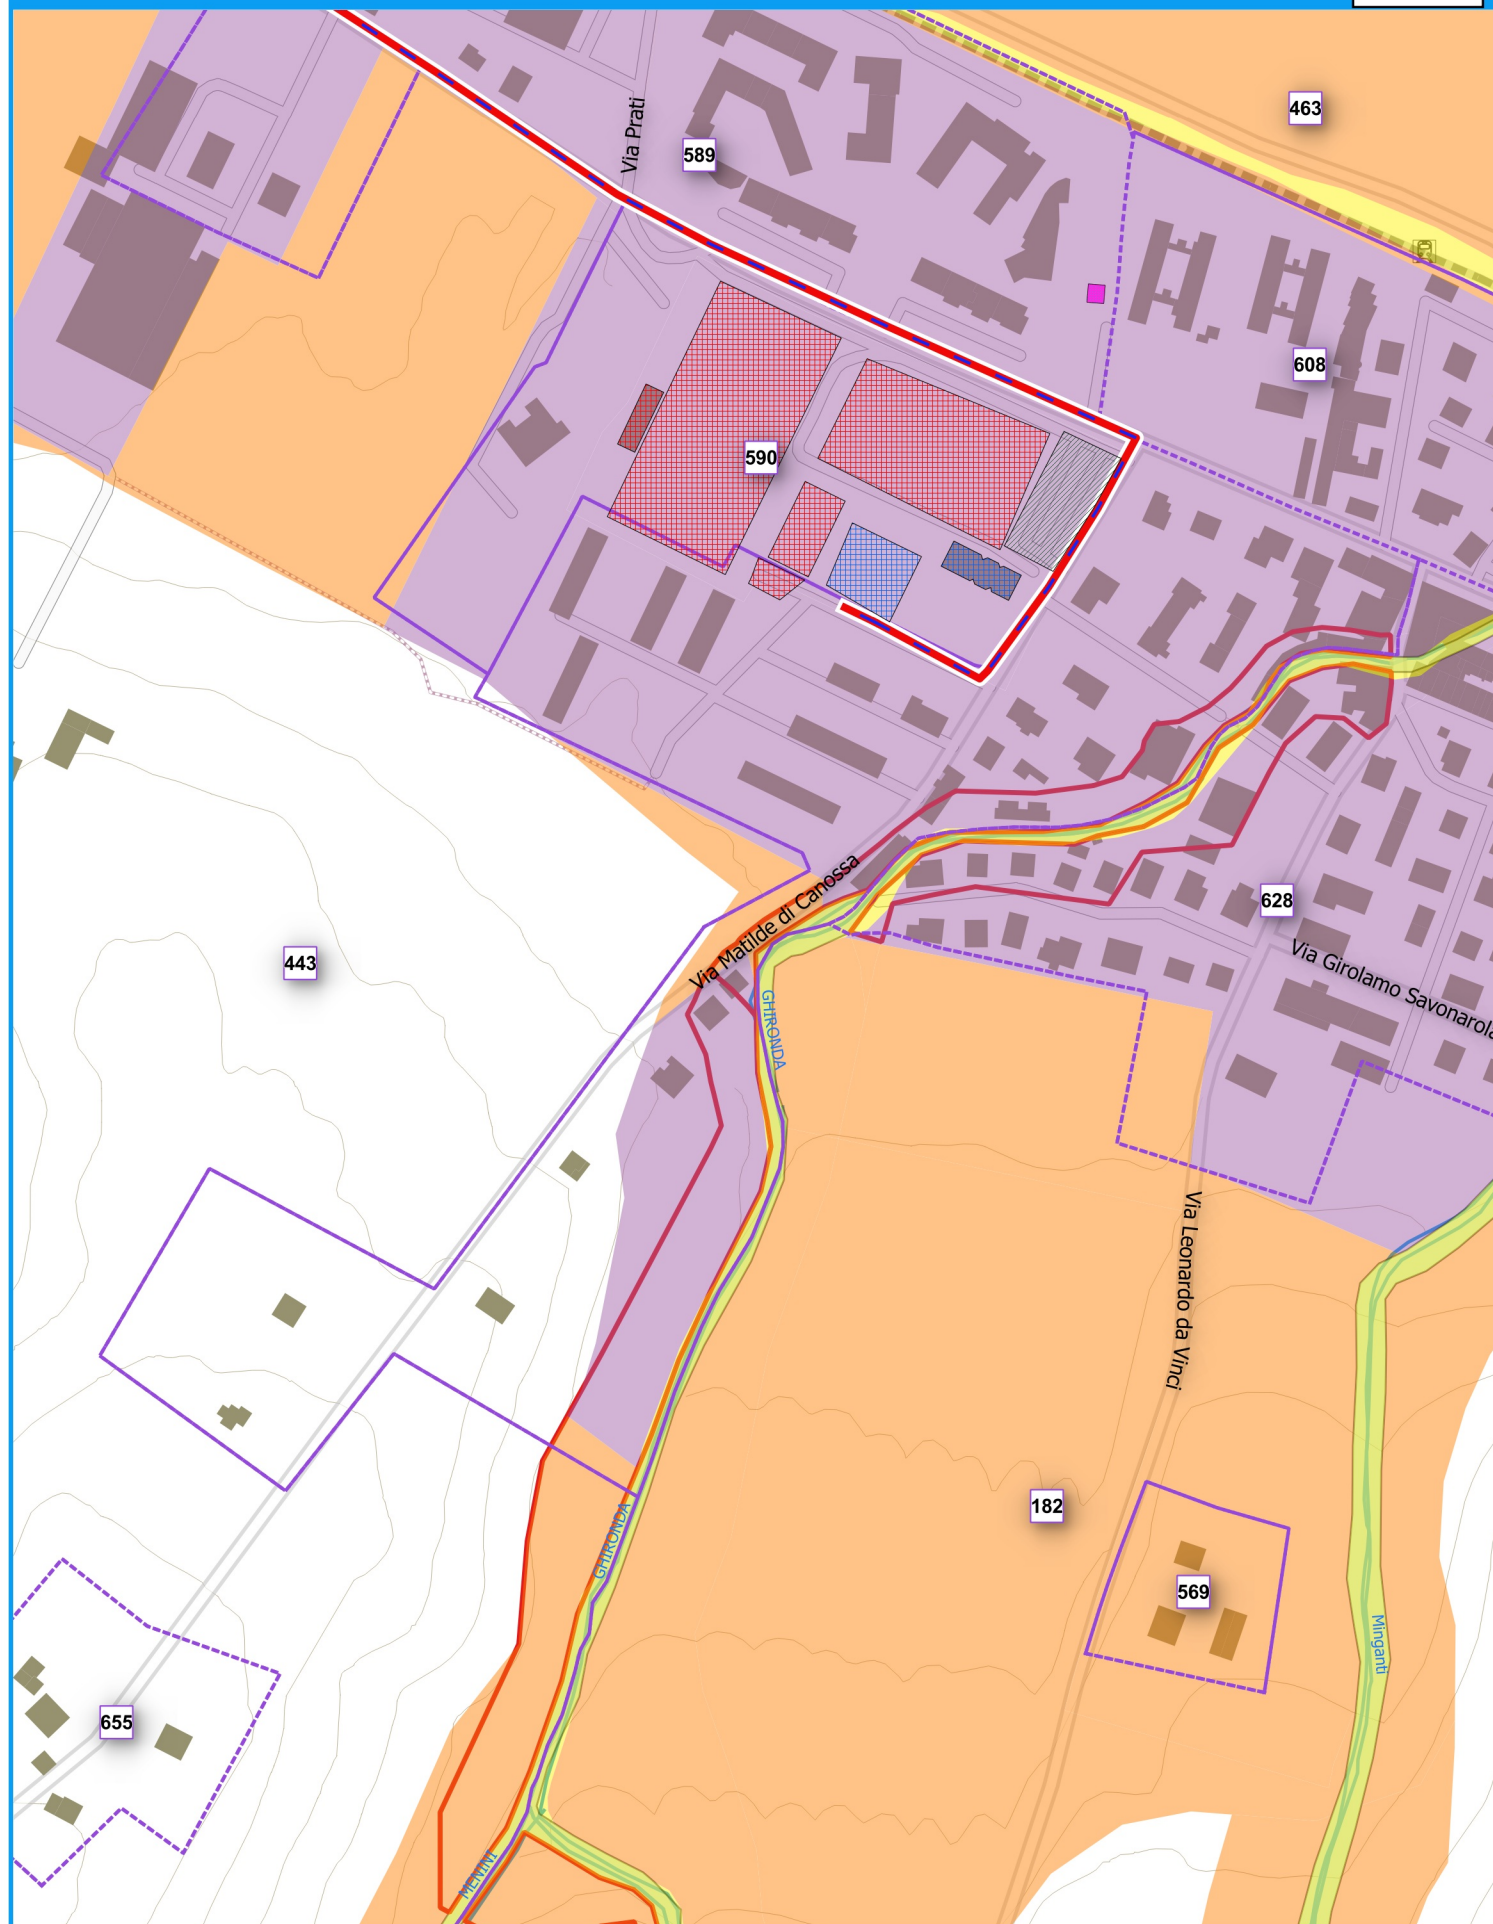 463
Via Prati
589
608
590
Via Matilde di Canossa
628
Via Girolamo Savonarola
443
GHIRONDA
Via Leonardo da Vinci
182
GHIRONDA
569
Minganti
655
MENINI